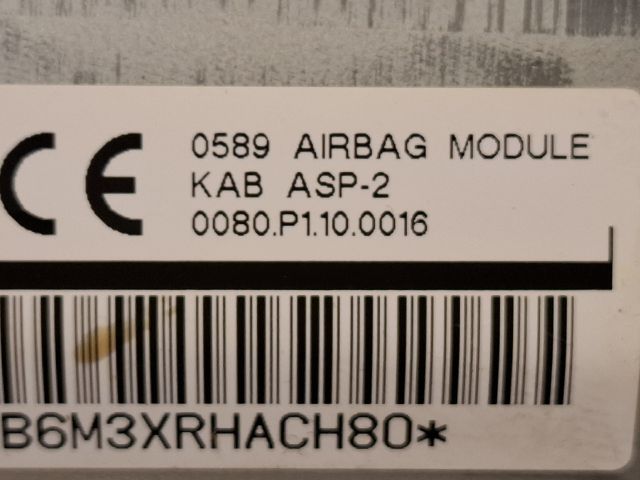 CE 0589 AIRBAG MODULE
KAB ASP-2
0080.P1.10.0016
B6M3XRHACH80*